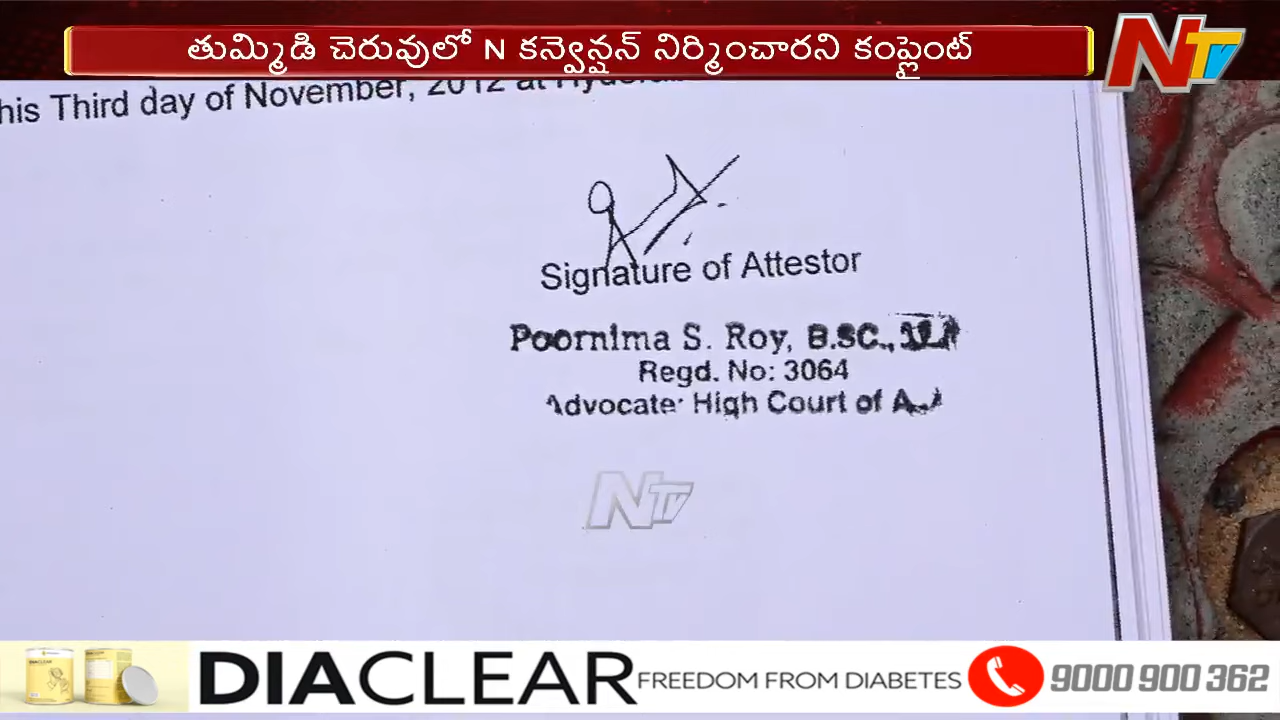 తుమ్మిడి చెరువులో N కన్వెన్షన్ నిర్మించారని కంప్లైంట్
NTV
his Third day of November, 2012 at
Signature of Attestor
Poornima S. Roy, B.SC.,
Regd. No: 3064
Advocate High Court of
NTV
DIACLEAR
DIACLEAR FREEDOM FROM DIABETES 9000 900 362